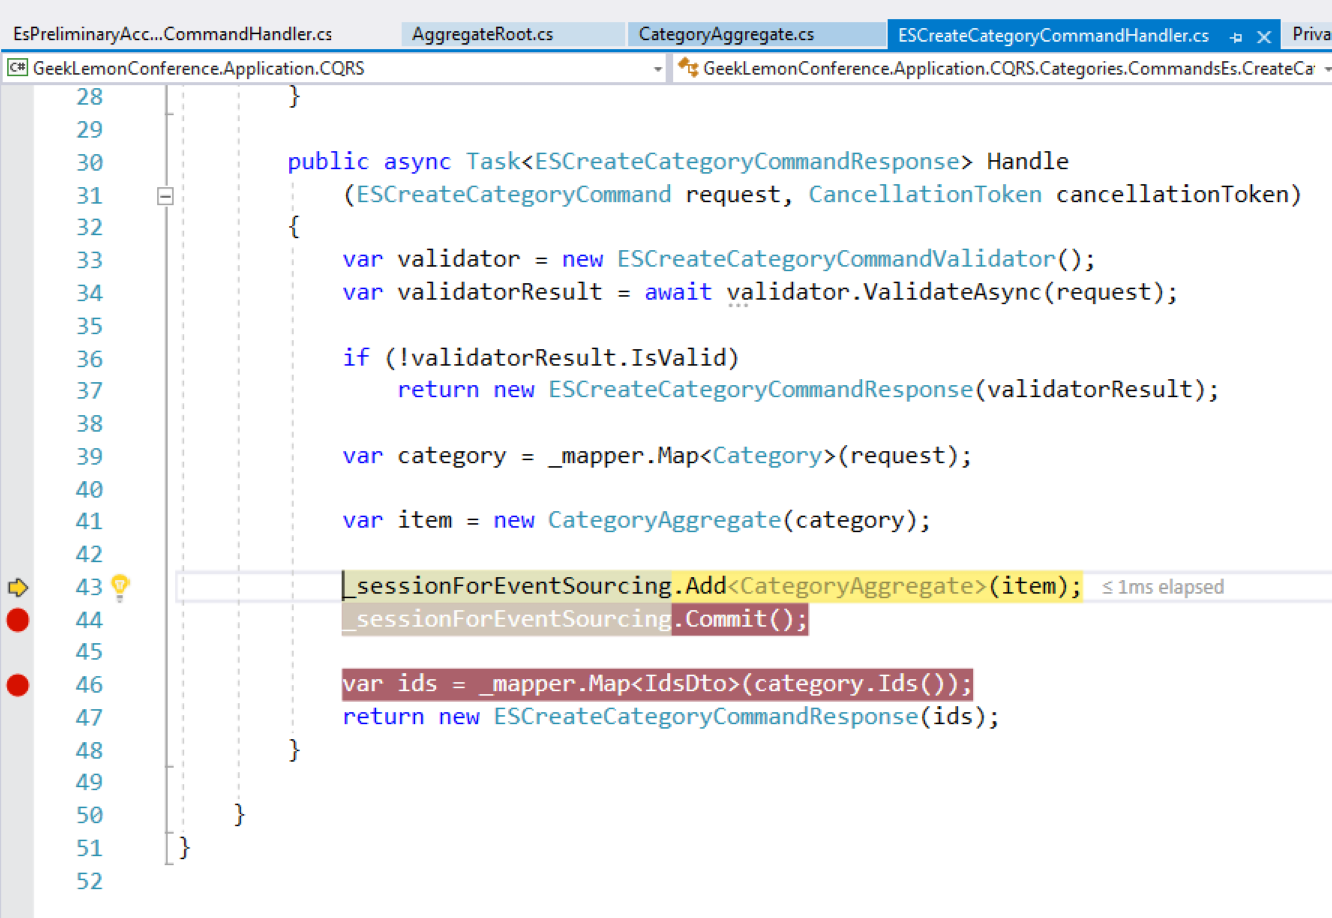 EsPreliminaryAcc...CommandHandler.cs AggregateRoot.cs CategoryAggregate.cs ESCreateCategoryCommandHandler.cs Priva
C# GeekLemonConference.Application.CQRS GeekLemonConference.Application.CQRS.Categories.CommandsEs.CreateCa
28 }
29
30 public async Task<ESCreateCategoryCommandResponse> Handle
31 (ESCreateCategoryCommand request, CancellationToken cancellationToken)
32 {
33 var validator = new ESCreateCategoryCommandValidator();
34 var validatorResult = await validator.ValidateAsync(request);
35
36 if (!validatorResult.IsValid)
37 return new ESCreateCategoryCommandResponse(validatorResult);
38
39 var category = _mapper.Map<Category>(request);
40
41 var item = new CategoryAggregate(category);
42
43 _sessionForEventSourcing.Add<CategoryAggregate>(item); ≤ 1ms elapsed
44 _sessionForEventSourcing.Commit();
45
46 var ids = _mapper.Map<IdsDto>(category.Ids());
47 return new ESCreateCategoryCommandResponse(ids);
48 }
49
50 }
51 }
52